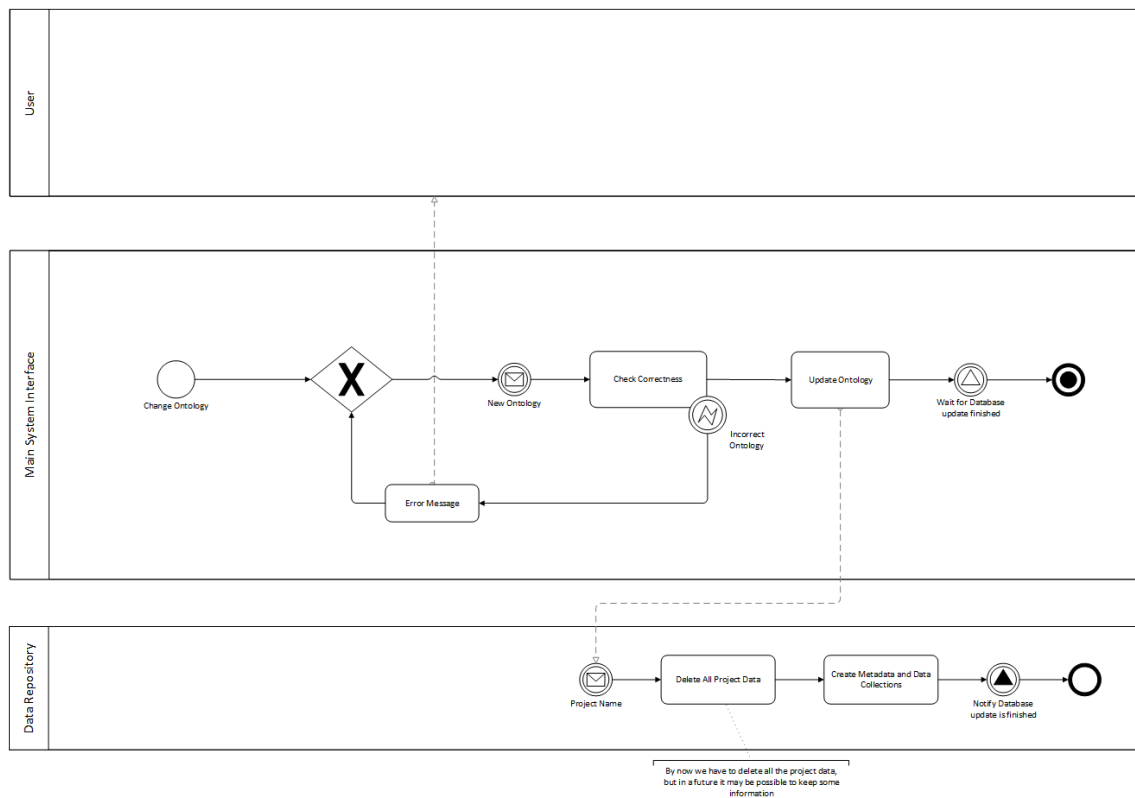 User
Main System Interface
Change Ontology
X
New Ontology
Check Correctness
Incorrect
Ontology
Update Ontology
Wait for Database
update finished
Error Message
Data Repository
Project Name
Delete All Project Data
Create Metadata and Data
Collections
Notify Database
update is finished
By now we have to delete all the project data,
but in a future it may be possible to keep some
information